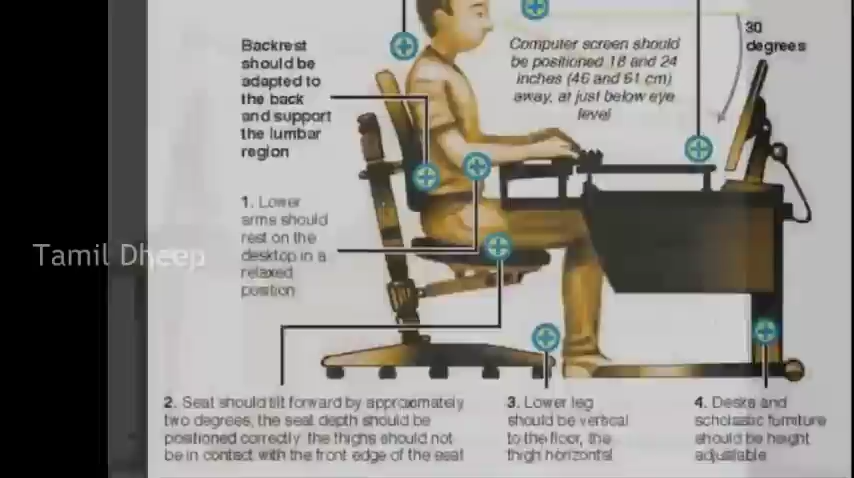 30
degrees
Computer screen should
be positioned 18 and 24
inches (46 and 61 cm)
away, at just below eye
level
Backrest
should be
adapted to
the back
and support
the lumbar
region
1. Lower
arms should
rest on the
desktop in a
relaxed
position
Tamil Dheep
2. Seat should tilt forward by approximately
two degrees, the seat depth should be
positioned correctly, the thighs should not
be in contact with the front edge of the seat
3. Lower leg
should be vertical
to the floor, the
thigh horizontal
4. Desks and
scholastic furniture
should be height
adjustable